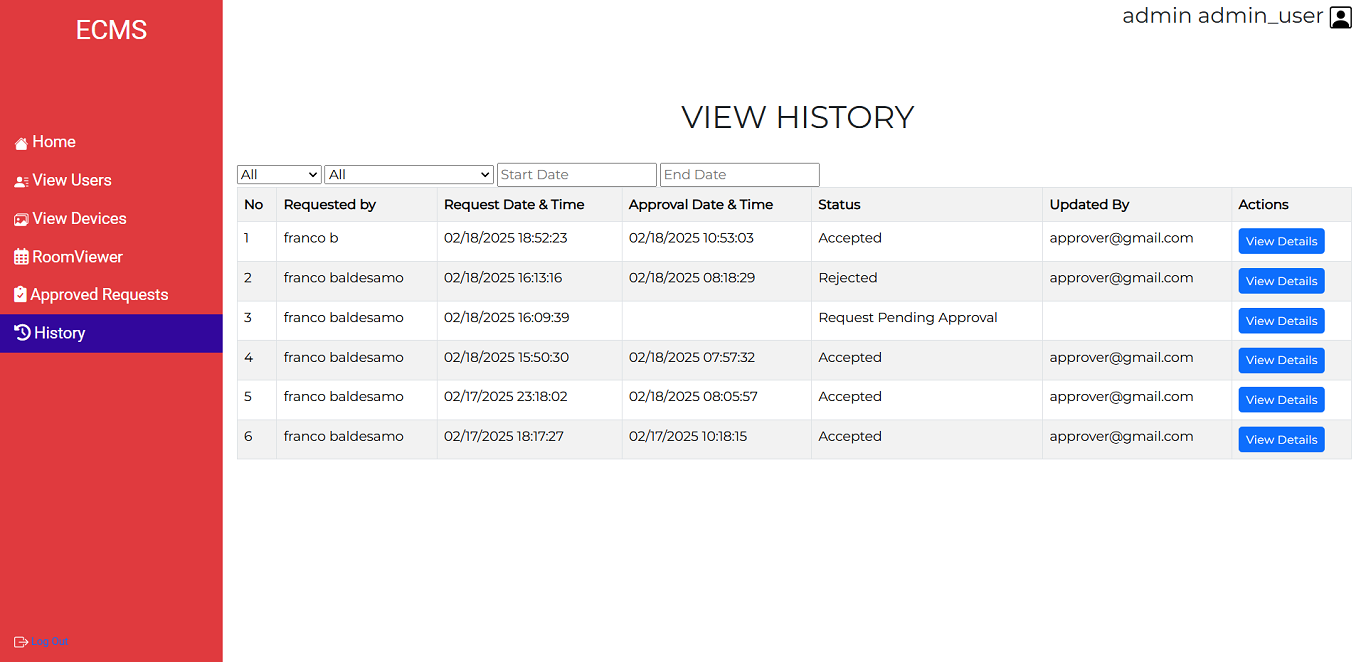 ECMS
admin admin_user
Home
View Users
View Devices
RoomViewer
Approved Requests
History
Log Out
VIEW HISTORY
All All Start Date End Date
No Requested by Request Date & Time Approval Date & Time Status Updated By Actions
1 franco b 02/18/2025 18:52:23 02/18/2025 10:53:03 Accepted approver@gmail.com View Details
2 franco baldesamo 02/18/2025 16:13:16 02/18/2025 08:18:29 Rejected approver@gmail.com View Details
3 franco baldesamo 02/18/2025 16:09:39 Request Pending Approval View Details
4 franco baldesamo 02/18/2025 15:50:30 02/18/2025 07:57:32 Accepted approver@gmail.com View Details
5 franco baldesamo 02/17/2025 23:18:02 02/18/2025 08:05:57 Accepted approver@gmail.com View Details
6 franco baldesamo 02/17/2025 18:17:27 02/17/2025 10:18:15 Accepted approver@gmail.com View Details